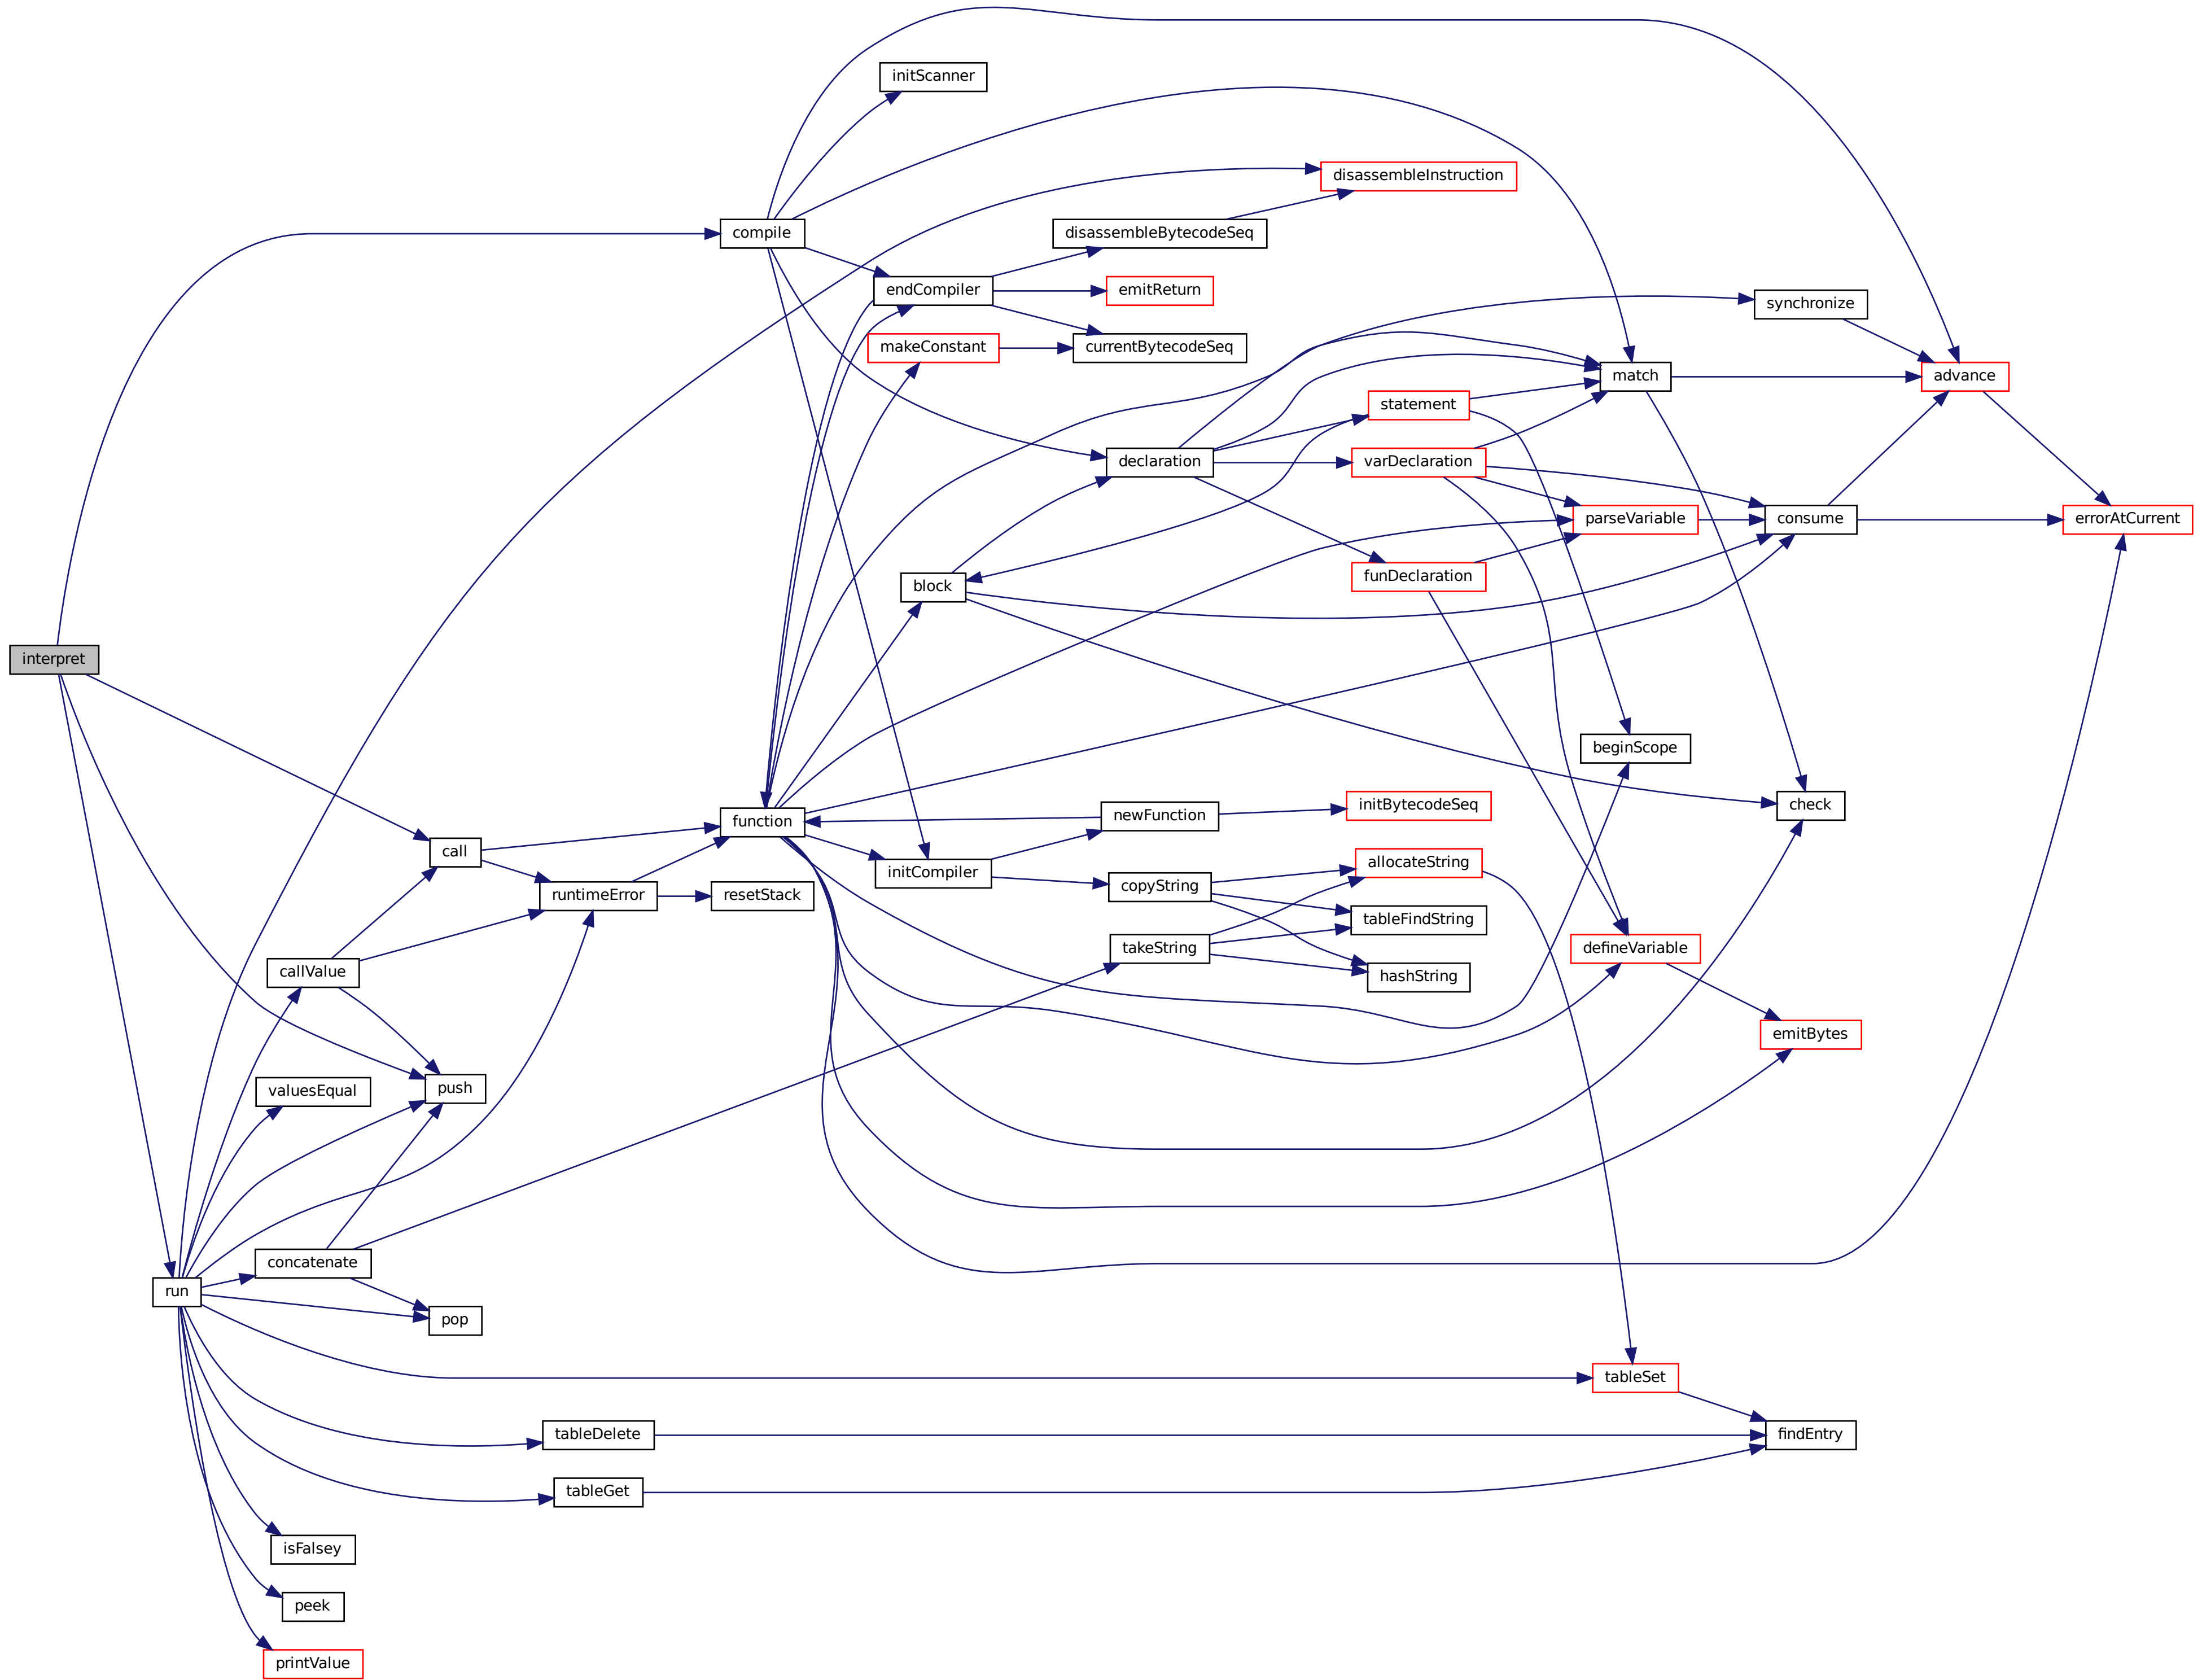 initScanner
disassembleInstruction
compile
disassembleBytecodeSeq
endCompiler
emitReturn
synchronize
makeConstant
currentBytecodeSeq
match
advance
statement
declaration
varDeclaration
parseVariable
consume
errorAtCurrent
funDeclaration
block
interpret
beginScope
check
newFunction
initBytecodeSeq
function
call
allocateString
initCompiler
copyString
runtimeError
resetStack
tableFindString
takeString
defineVariable
callValue
hashString
emitBytes
valuesEqual
push
concatenate
run
pop
tableSet
tableDelete
findEntry
tableGet
isFalsey
peek
printValue